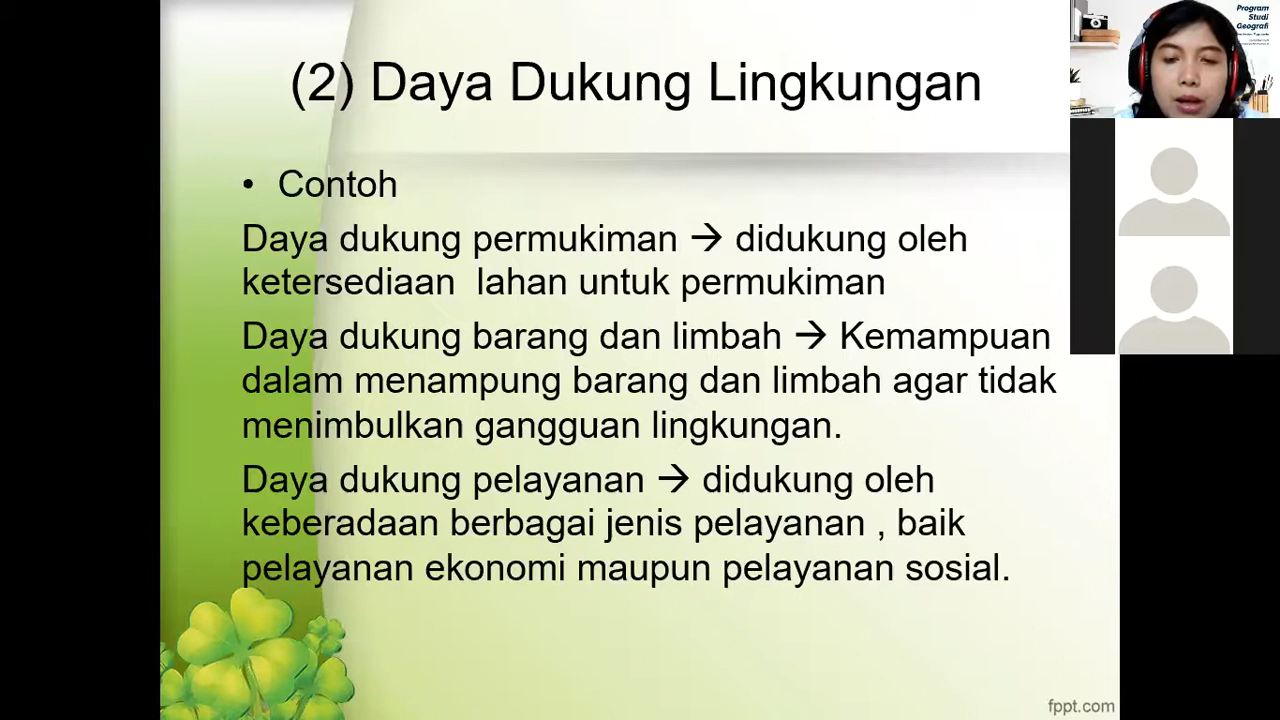 (2) Daya Dukung Lingkungan
• Contoh
Daya dukung permukiman → didukung oleh
ketersediaan lahan untuk permukiman
Daya dukung barang dan limbah → Kemampuan
dalam menampung barang dan limbah agar tidak
menimbulkan gangguan lingkungan.
Daya dukung pelayanan → didukung oleh
keberadaan berbagai jenis pelayanan , baik
pelayanan ekonomi maupun pelayanan sosial.
fppt.com
Program
Studi
Geografi